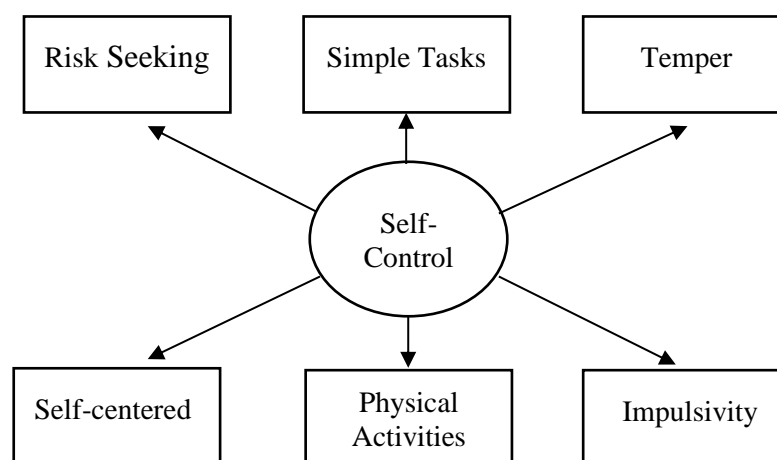 Risk Seeking
Simple Tasks
Temper
Self-
Control
Self-centered
Physical
Activities
Impulsivity